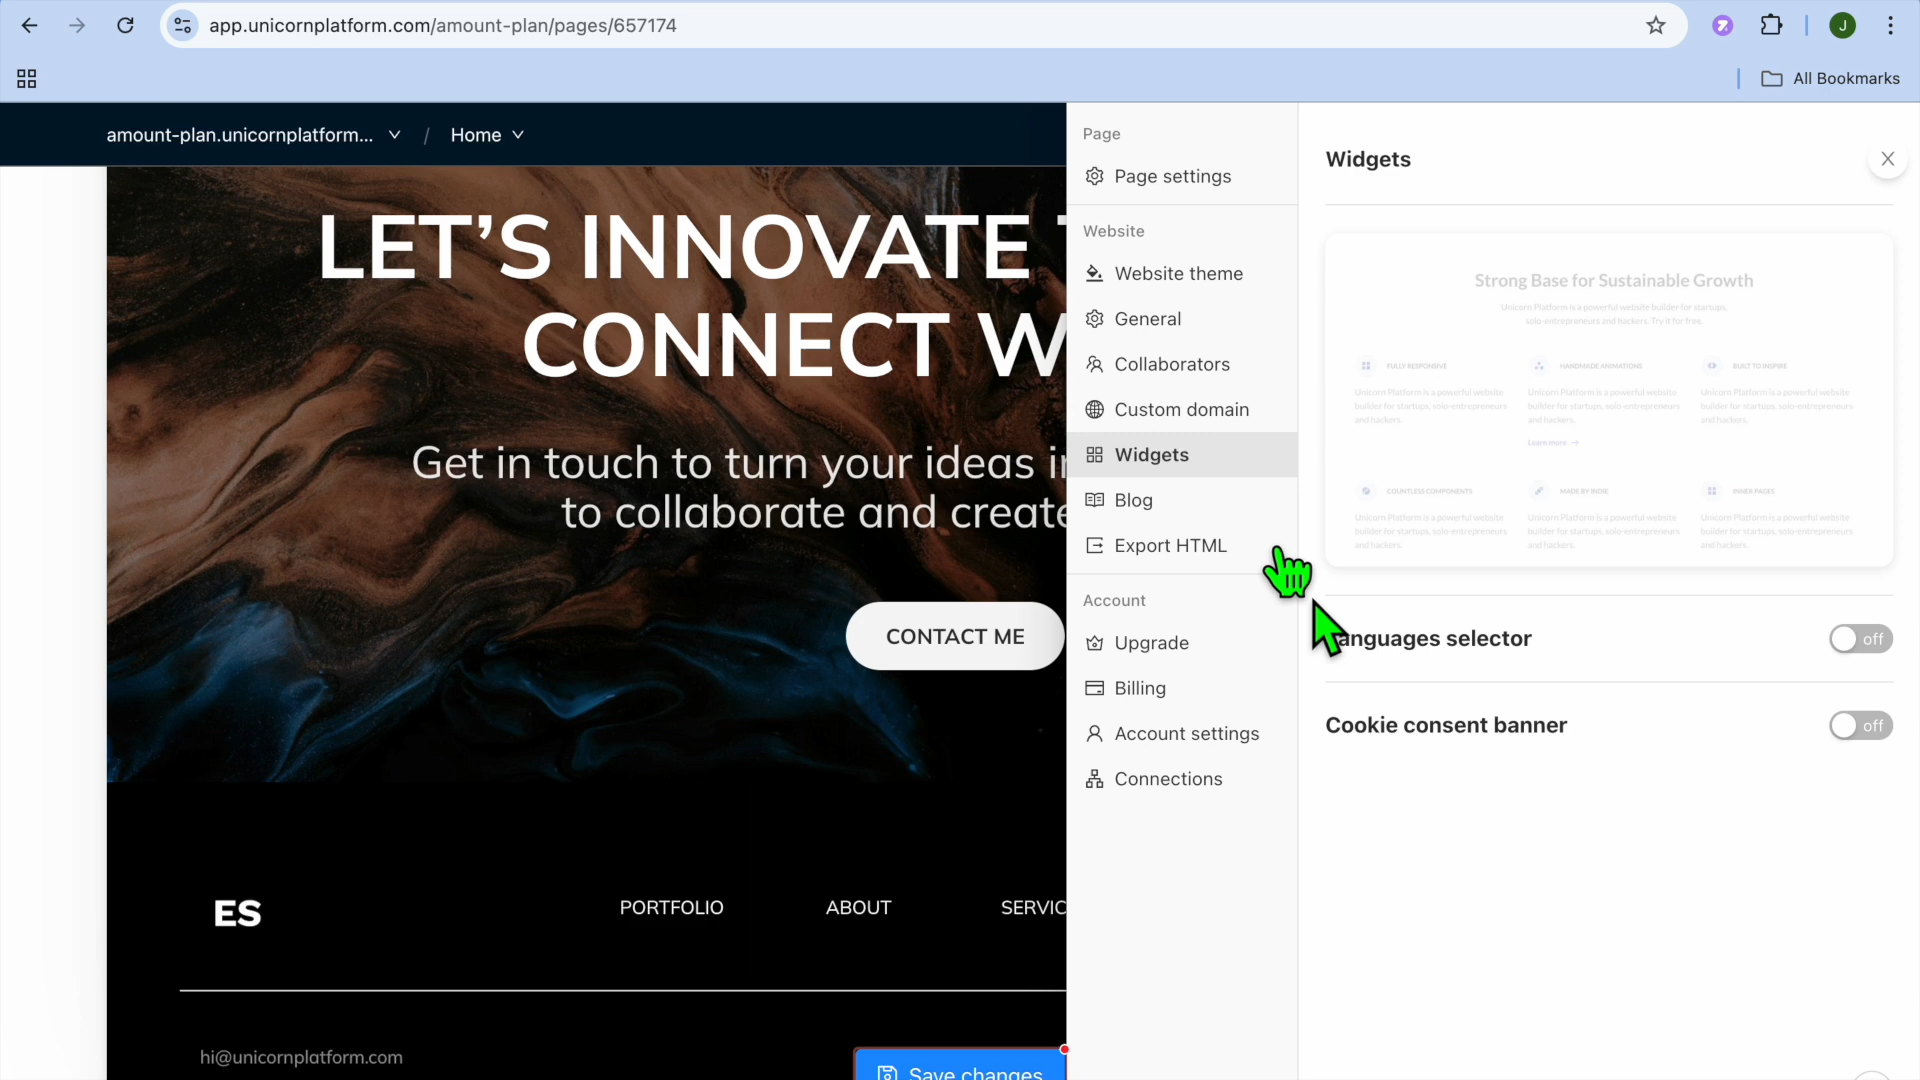 app.unicornplatform.com/amount-plan/pages/657174
J
All Bookmarks
amount-plan.unicornplatform... / Home
LET'S INNOVATE
CONNECT W
Get in touch to turn your ideas i
to collaborate and create
CONTACT ME
ES
PORTFOLIO
ABOUT
SERVIC
hi@unicornplatform.com
Save changes
Page
Page settings
Website
Website theme
General
Collaborators
Custom domain
Widgets
Blog
Export HTML
Account
Upgrade
Billing
Account settings
Connections
Widgets
Strong Base for Sustainable Growth
Unicorn Platform is a powerful website builder for startups,
solo-entrepreneurs and hackers. Try it for free.
FULLY RESPONSIVE
Unicorn Platform is a powerful website
builder for startups, solo-entrepreneurs
and hackers.
HANDMADE ANIMATIONS
Unicorn Platform is a powerful website
builder for startups, solo-entrepreneurs
and hackers.
Learn more →
BUILT TO INSPIRE
Unicorn Platform is a powerful website
builder for startups, solo-entrepreneurs
and hackers.
COUNTLESS COMPONENTS
Unicorn Platform is a powerful website
builder for startups, solo-entrepreneurs
and hackers.
MADE BY INDIE
Unicorn Platform is a powerful website
builder for startups, solo-entrepreneurs
and hackers.
INNER PAGES
Unicorn Platform is a powerful website
builder for startups, solo-entrepreneurs
and hackers.
anguages selector
off
Cookie consent banner
off